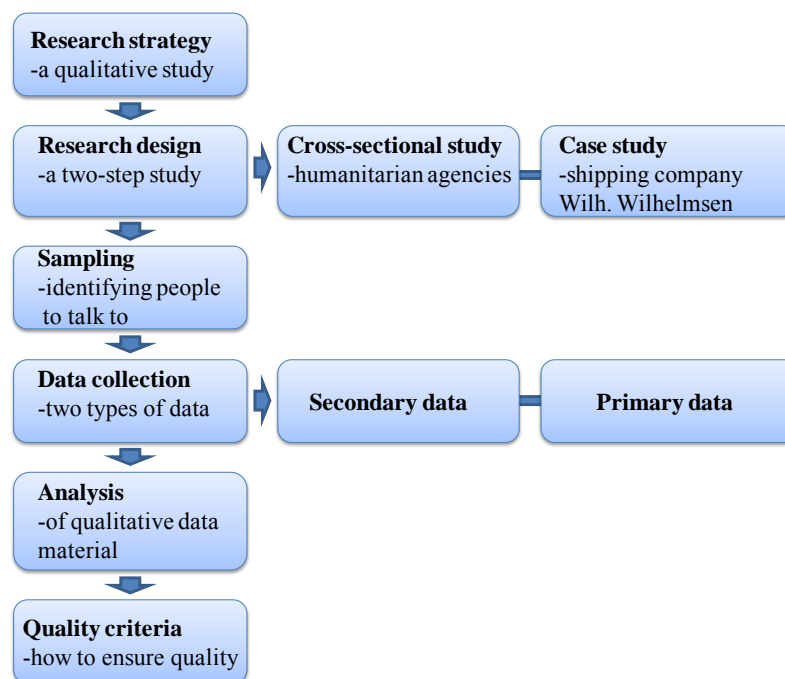 Research strategy
-a qualitative study
Research design
-a two-step study
Cross-sectional study
-humanitarian agencies
Case study
-shipping company
Wilh. Wilhelmsen
Sampling
-identifying people
to talk to
Data collection
-two types of data
Secondary data
Primary data
Analysis
-of qualitative data
material
Quality criteria
-how to ensure quality